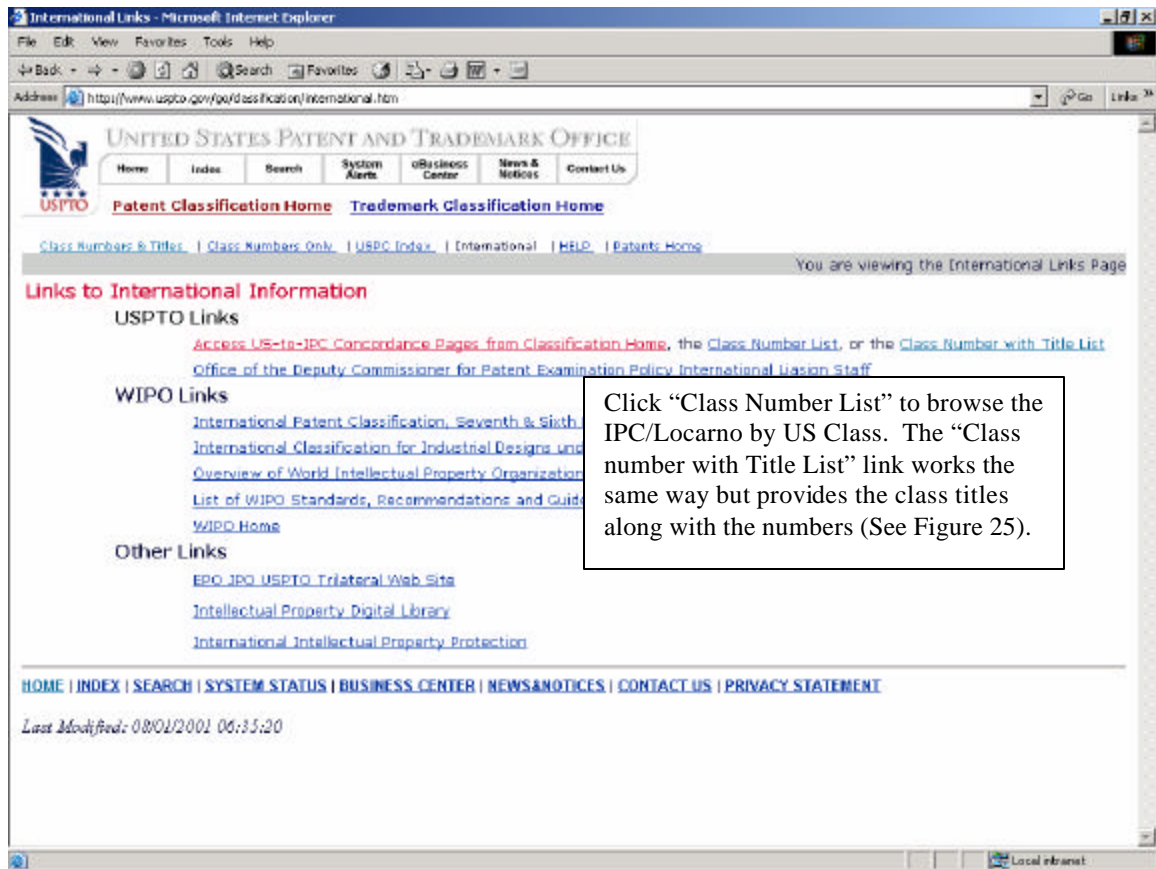 International Links - Microsoft Internet Explorer
File Edit View Favorites Tools Help
Back Search Favorites
Address http://www.uspto.gov/go/classification/international.htm Go Links »
UNITED STATES PATENT AND TRADEMARK OFFICE
Home Index Search System Alerts eBusiness Center News & Notices Contact Us
USPTO
Patent Classification Home Trademark Classification Home
Class Numbers & Titles | Class Numbers Only | USPC Index | International | HELP | Patents Home
You are viewing the International Links Page
Links to International Information
USPTO Links
Access US-to-IPC Concordance Pages from Classification Home, the Class Number List, or the Class Number with Title List
Office of the Deputy Commissioner for Patent Examination Policy International Liasion Staff
WIPO Links
International Patent Classification, Seventh & Sixth
International Classification for Industrial Designs
Overview of World Intellectual Property
List of WIPO Standards, Recommendations and
WIPO Home
Click “Class Number List” to browse the
IPC/Locarno by US Class. The “Class
number with Title List” link works the
same way but provides the class titles
along with the numbers (See Figure 25).
Other Links
EPO JPO USPTO Trilateral Web Site
Intellectual Property Digital Library
International Intellectual Property Protection
HOME | INDEX | SEARCH | SYSTEM STATUS | BUSINESS CENTER | NEWS&NOTICES | CONTACT US | PRIVACY STATEMENT
Last Modified: 08/01/2001 06:35:20
Local intranet